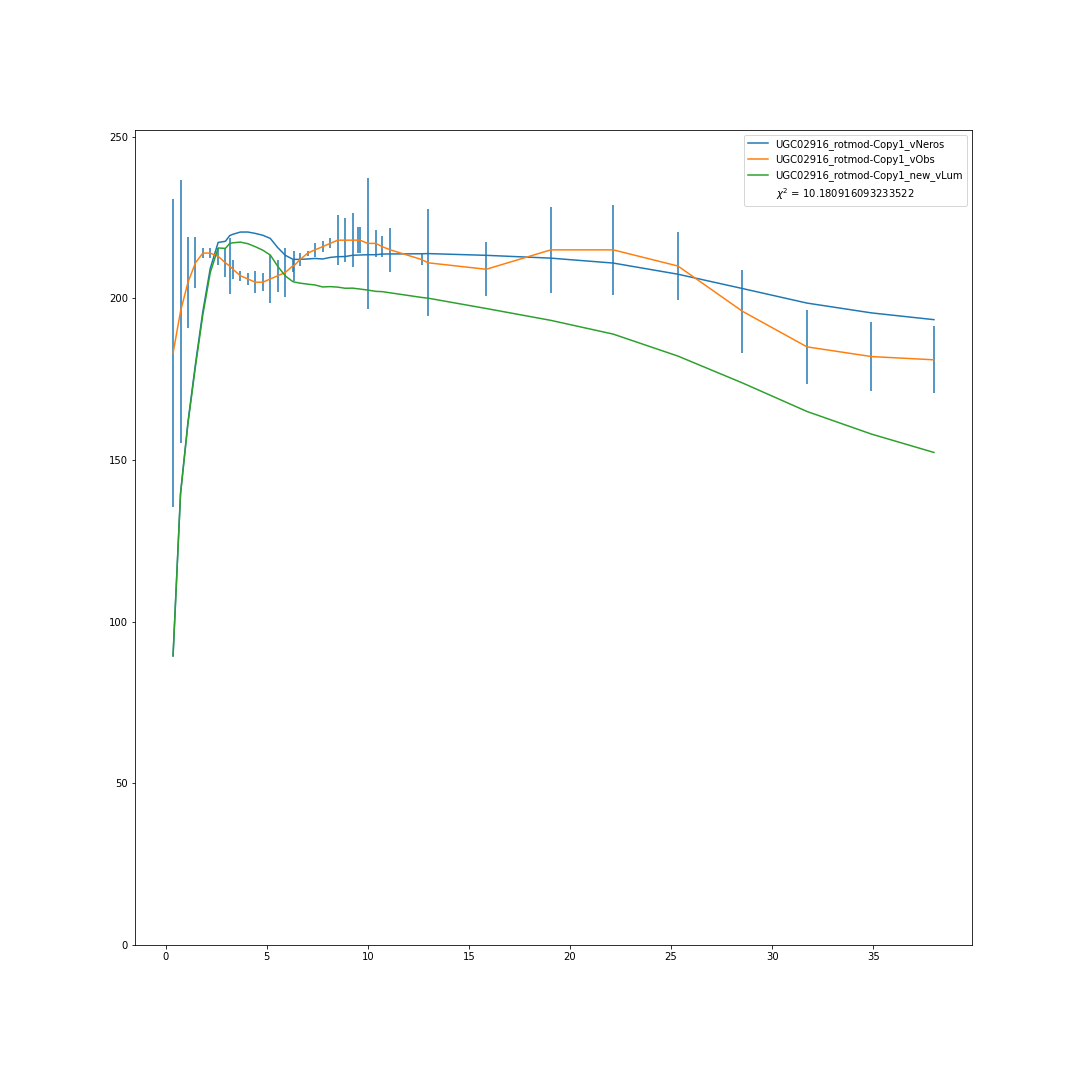 250
200
150
100
50
0
0 5 10 15 20 25 30 35
UGC02916_rotmod-Copy1_vNeros
UGC02916_rotmod-Copy1_vObs
UGC02916_rotmod-Copy1_new_vLum
χ² = 10.180916093233522